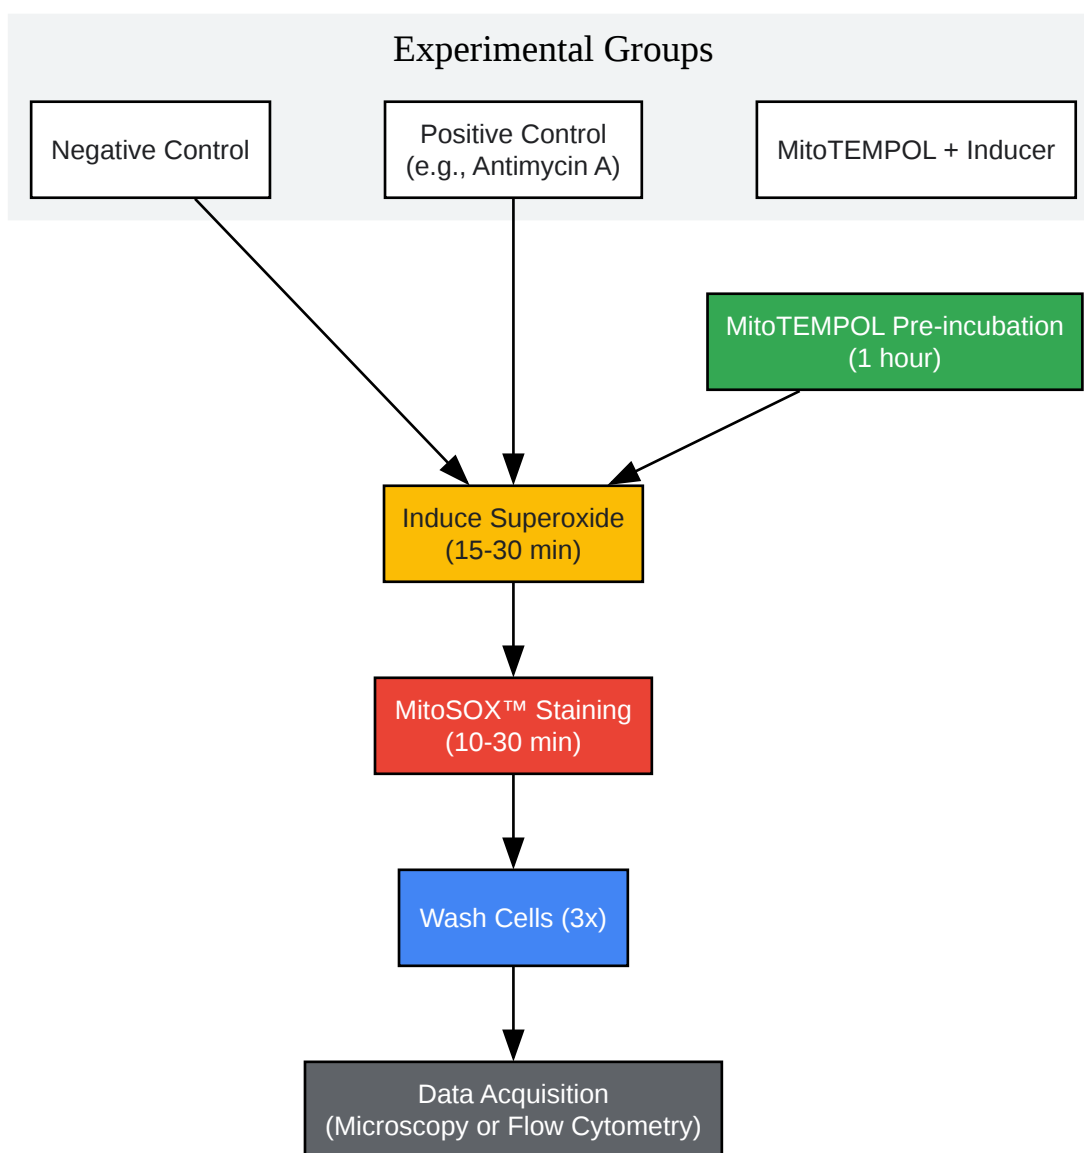 Experimental Groups
Negative Control
Positive Control
(e.g., Antimycin A)
MitoTEMPOL + Inducer
MitoTEMPOL Pre-incubation
(1 hour)
Induce Superoxide
(15-30 min)
MitoSOX™ Staining
(10-30 min)
Wash Cells (3x)
Data Acquisition
(Microscopy or Flow Cytometry)